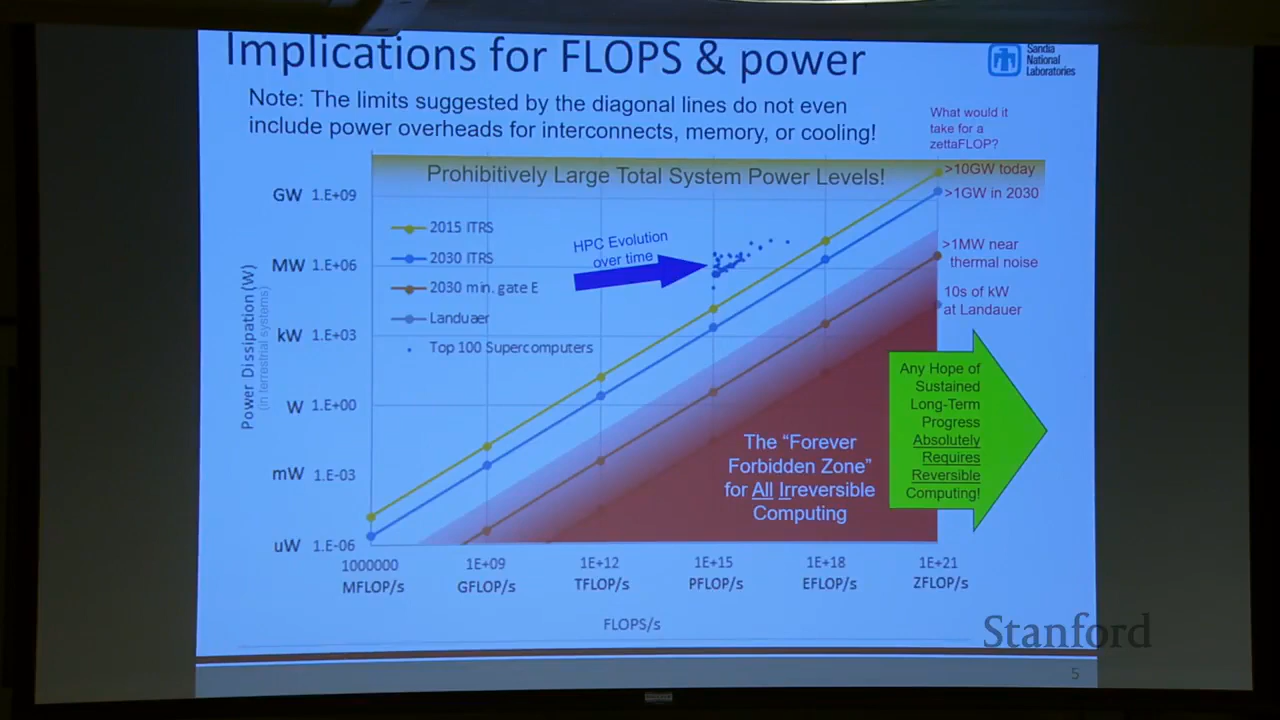 Implications for FLOPS & power
Sandia
National
Laboratories
Note: The limits suggested by the diagonal lines do not even
include power overheads for interconnects, memory, or cooling!
What would it
take for a
zettaFLOP?
Prohibitively Large Total System Power Levels!
>10GW today
>1GW in 2030
>1MW near
thermal noise
10s of kW
at Landauer
GW 1.E+09
MW 1.E+06
kW 1.E+03
W 1.E+00
mW 1.E-03
uW 1.E-06
Power Dissipation (W)
(in terrestrial systems)
2015 ITRS
2030 ITRS
2030 min. gate E
Landuaer
Top 100 Supercomputers
HPC Evolution
over time
The “Forever
Forbidden Zone”
for All Irreversible
Computing
Any Hope of
Sustained
Long-Term
Progress
Absolutely
Requires
Reversible
Computing!
1000000 1E+09 1E+12 1E+15 1E+18 1E+21
MFLOP/s GFLOP/s TFLOP/s PFLOP/s EFLOP/s ZFLOP/s
FLOPS/s
Stanford
5